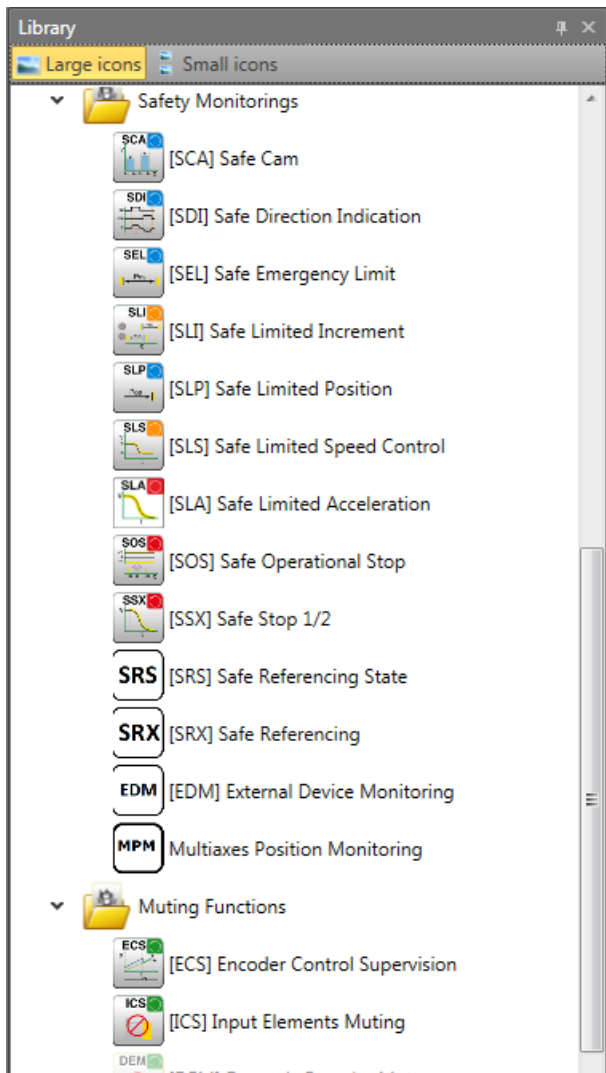 Library
Large icons Small icons
Safety Monitorings
SCA [SCA] Safe Cam
SDI [SDI] Safe Direction Indication
SEL [SEL] Safe Emergency Limit
SLI [SLI] Safe Limited Increment
SLP [SLP] Safe Limited Position
SLS [SLS] Safe Limited Speed Control
SLA [SLA] Safe Limited Acceleration
SOS [SOS] Safe Operational Stop
SSX [SSX] Safe Stop 1/2
SRS [SRS] Safe Referencing State
SRX [SRX] Safe Referencing
EDM [EDM] External Device Monitoring
MPM Multiaxes Position Monitoring
Muting Functions
ECS [ECS] Encoder Control Supervision
ICS [ICS] Input Elements Muting
DEM